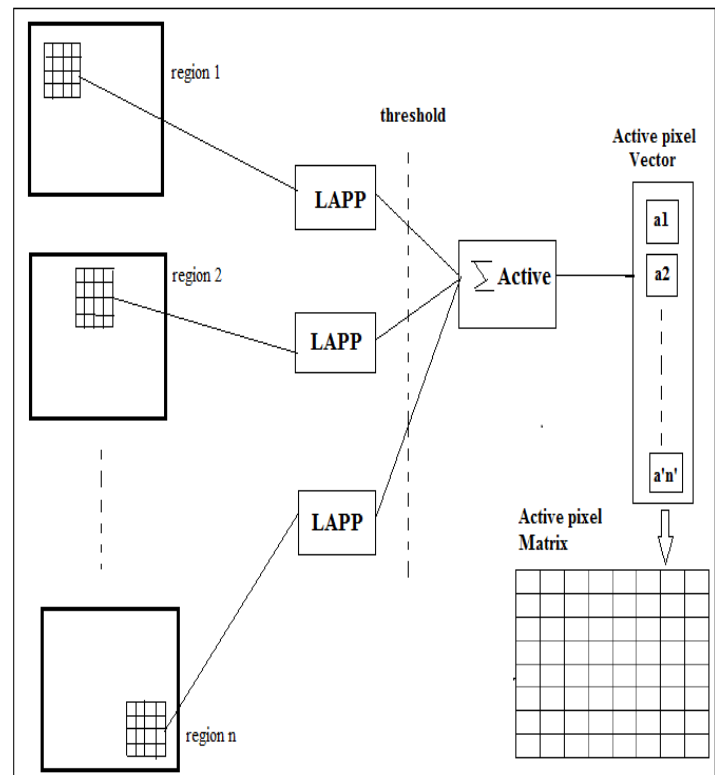 region 1
threshold
Active pixel
Vector
LAPP
a1
region 2
∑ Active
a2
LAPP
a'n'
LAPP
Active pixel
Matrix
region n